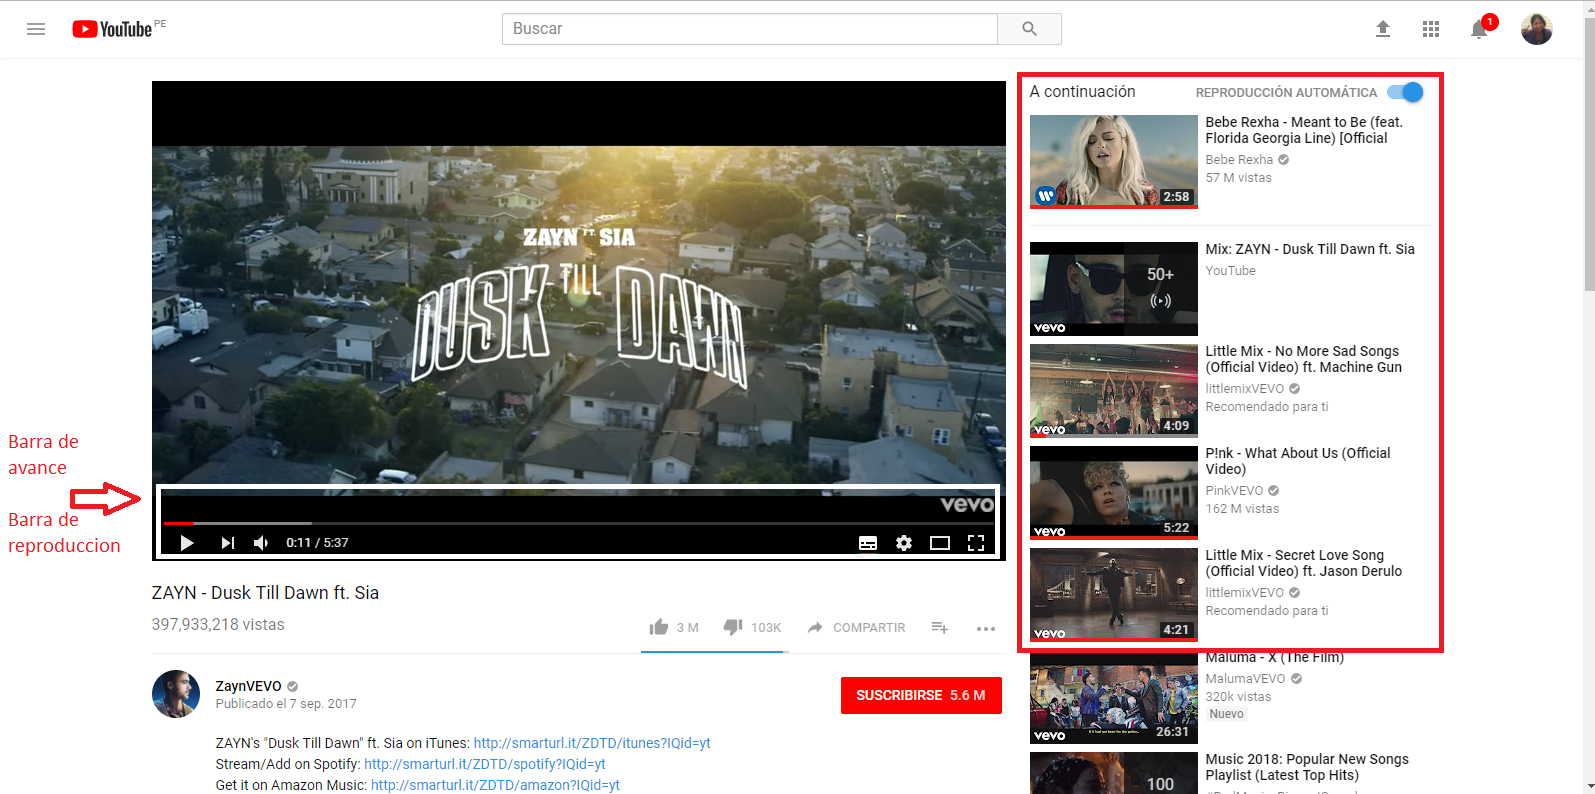 YouTube PE
Buscar
1
ZAYN FT. SIA
DUSK TILL DAWN
vevo
0:11 / 5:37
Barra de
avance
Barra de
reproduccion
ZAYN - Dusk Till Dawn ft. Sia
397,933,218 vistas
3 M
103K
COMPARTIR
ZaynVEVO
Publicado el 7 sep. 2017
SUSCRIBIRSE 5.6 M
ZAYN's "Dusk Till Dawn" ft. Sia on iTunes: http://smarturl.it/ZDTD/itunes?IQid=yt
Stream/Add on Spotify: http://smarturl.it/ZDTD/spotify?IQid=yt
Get it on Amazon Music: http://smarturl.it/ZDTD/amazon?IQid=yt
A continuación
REPRODUCCIÓN AUTOMÁTICA
2:58
Bebe Rexha - Meant to Be (feat.
Florida Georgia Line) [Official
Bebe Rexha
57 M vistas
50+
vevo
Mix: ZAYN - Dusk Till Dawn ft. Sia
YouTube
vevo
4:09
Little Mix - No More Sad Songs
(Official Video) ft. Machine Gun
littlemixVEVO
Recomendado para ti
vevo
5:22
P!nk - What About Us (Official
Video)
PinkVEVO
162 M vistas
vevo
4:21
Little Mix - Secret Love Song
(Official Video) ft. Jason Derulo
littlemixVEVO
Recomendado para ti
vevo
26:31
Maluma - X (The Film)
MalumaVEVO
320k vistas
Nuevo
100
Music 2018: Popular New Songs
Playlist (Latest Top Hits)